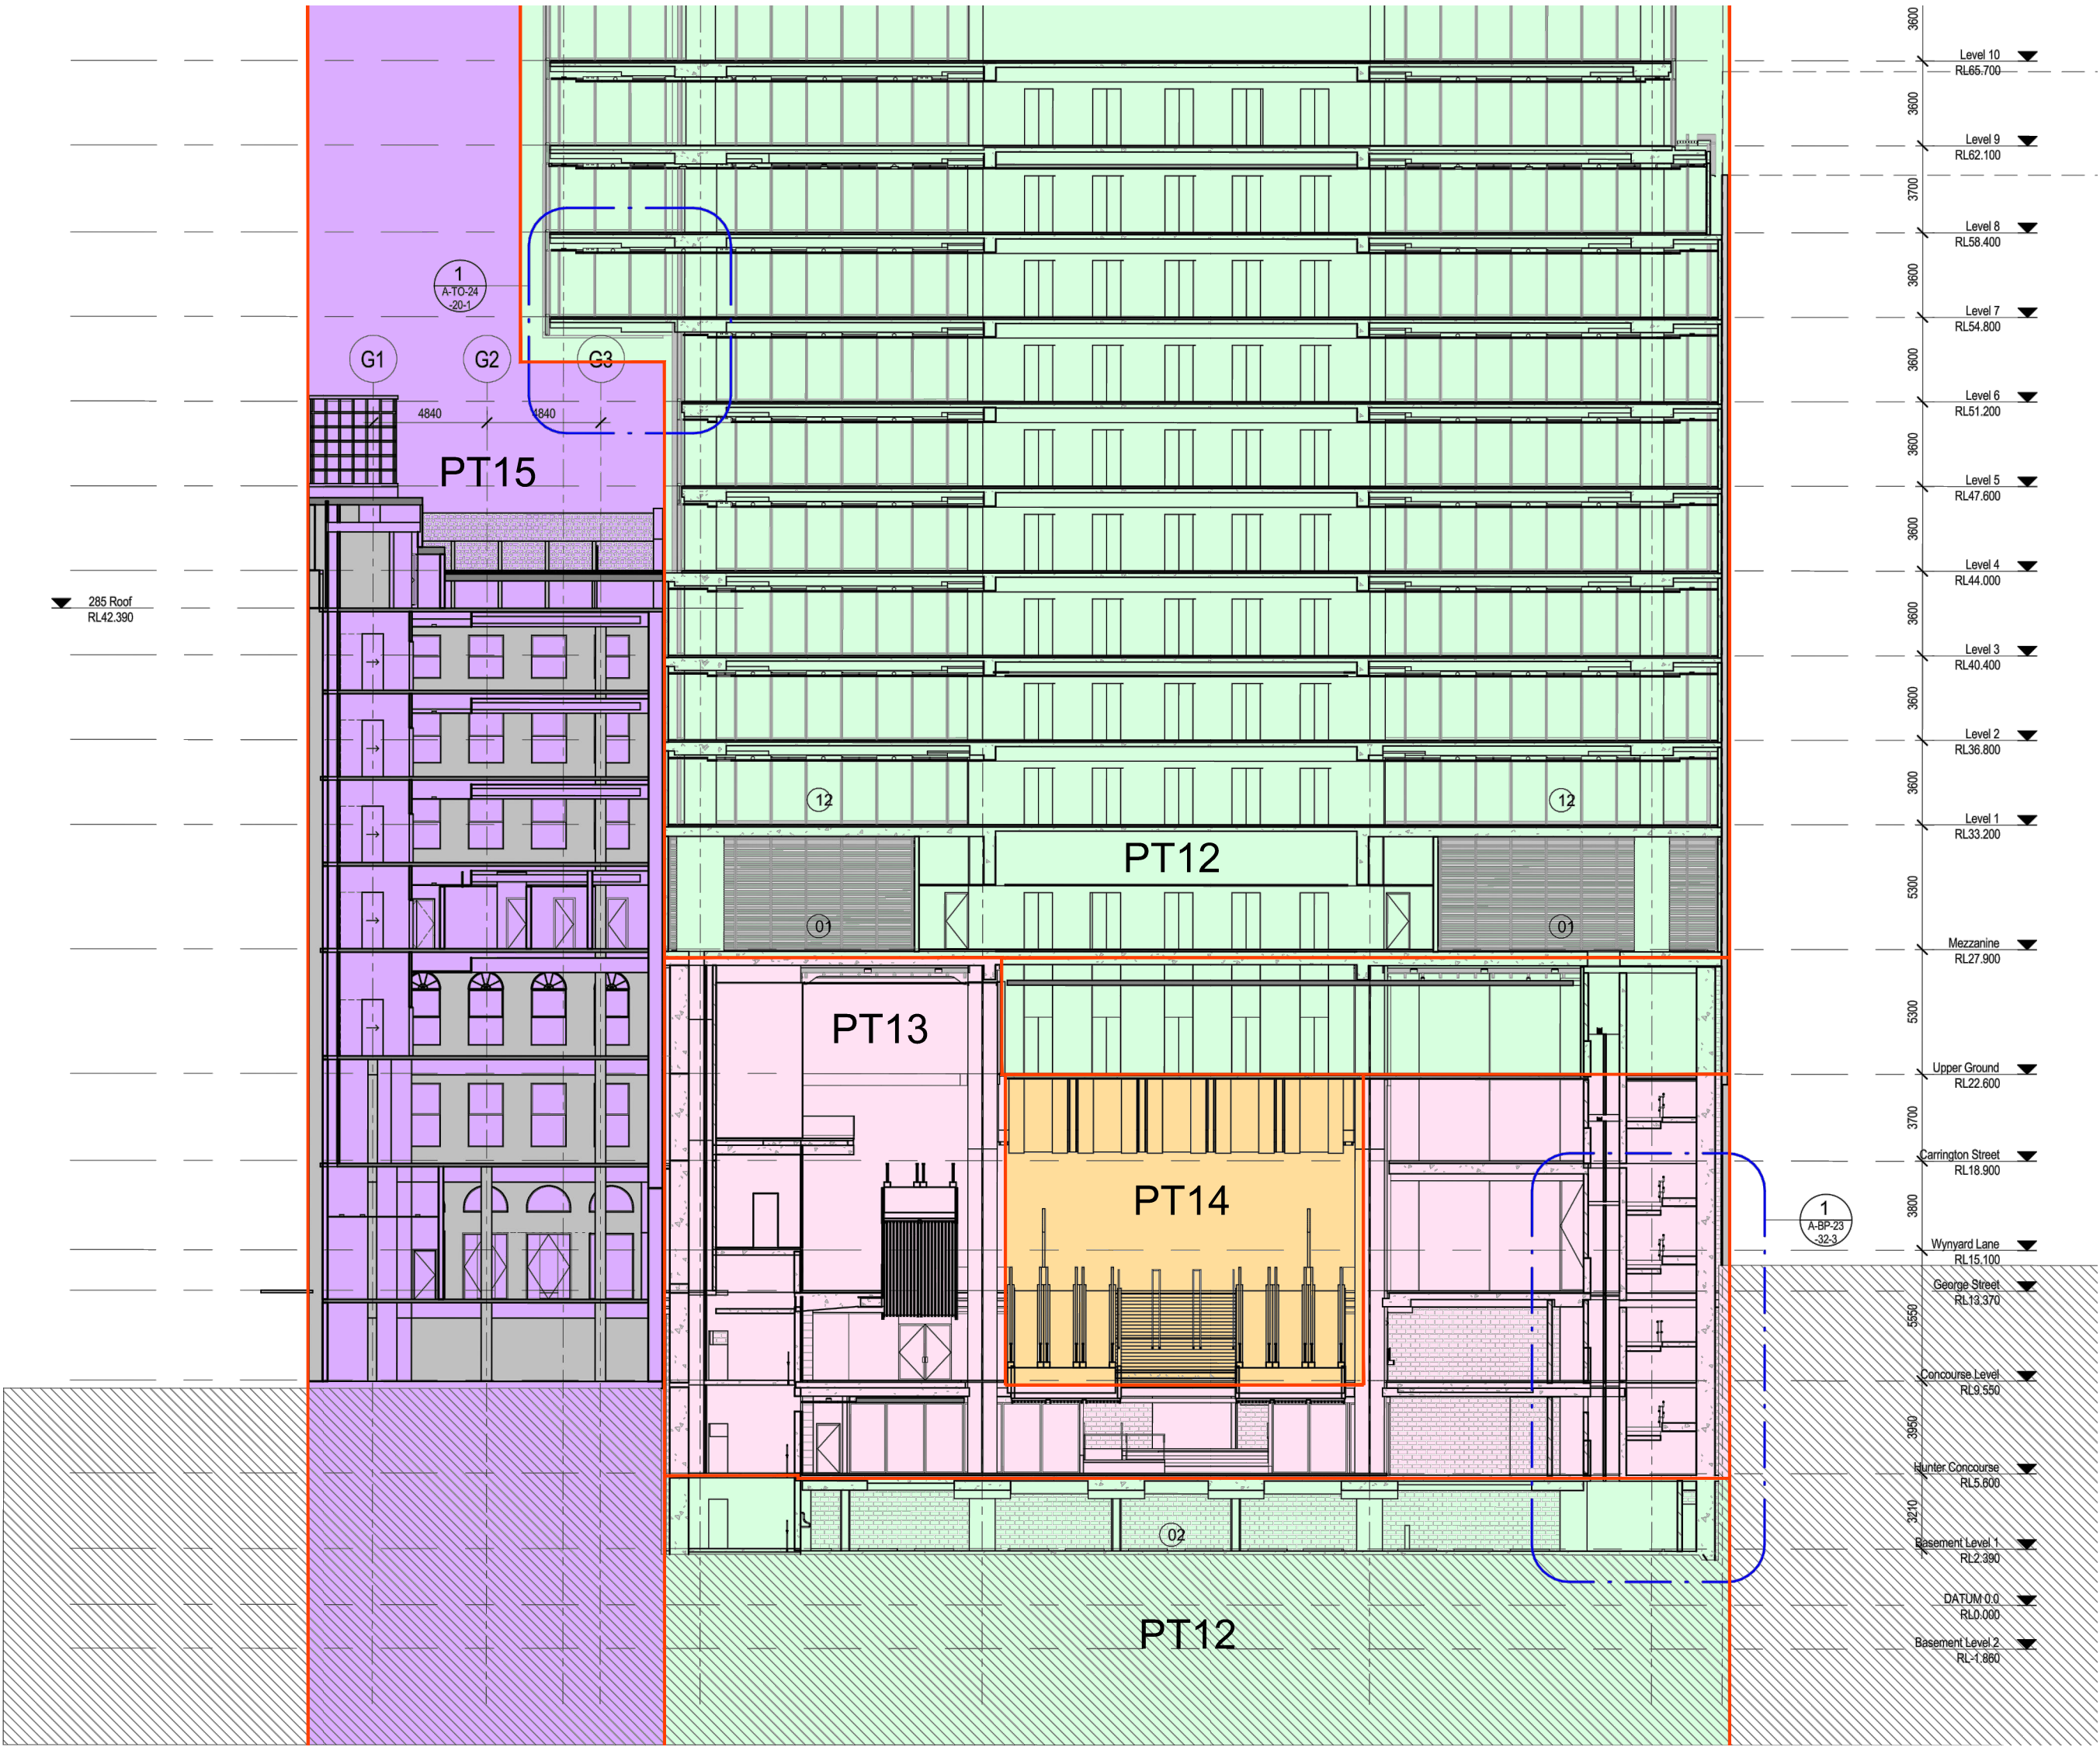 3600
Level 10
RL65.700
3600
Level 9
RL62.100
3700
Level 8
RL58.400
1
A-TO-24
-20-1
3600
Level 7
RL54.800
G1
G2
G3
3600
Level 6
RL51.200
4840
4840
3600
PT15
Level 5
RL47.600
3600
Level 4
RL44.000
285 Roof
RL42.390
3600
Level 3
RL40.400
3600
Level 2
RL36.800
12
12
3600
Level 1
RL33.200
PT12
5300
01
01
Mezzanine
RL27.900
PT13
5300
Upper Ground
RL22.600
3700
Carrington Street
RL18.900
PT14
3800
1
A-BP-23
-32-3
Wynyard Lane
RL15.100
George Street
RL13.370
5550
Concourse Level
RL9.550
3950
Hunter Concourse
RL5.600
3210
02
Basement Level 1
RL2.390
DATUM 0.0
RL0.000
PT12
Basement Level 2
RL-1.860